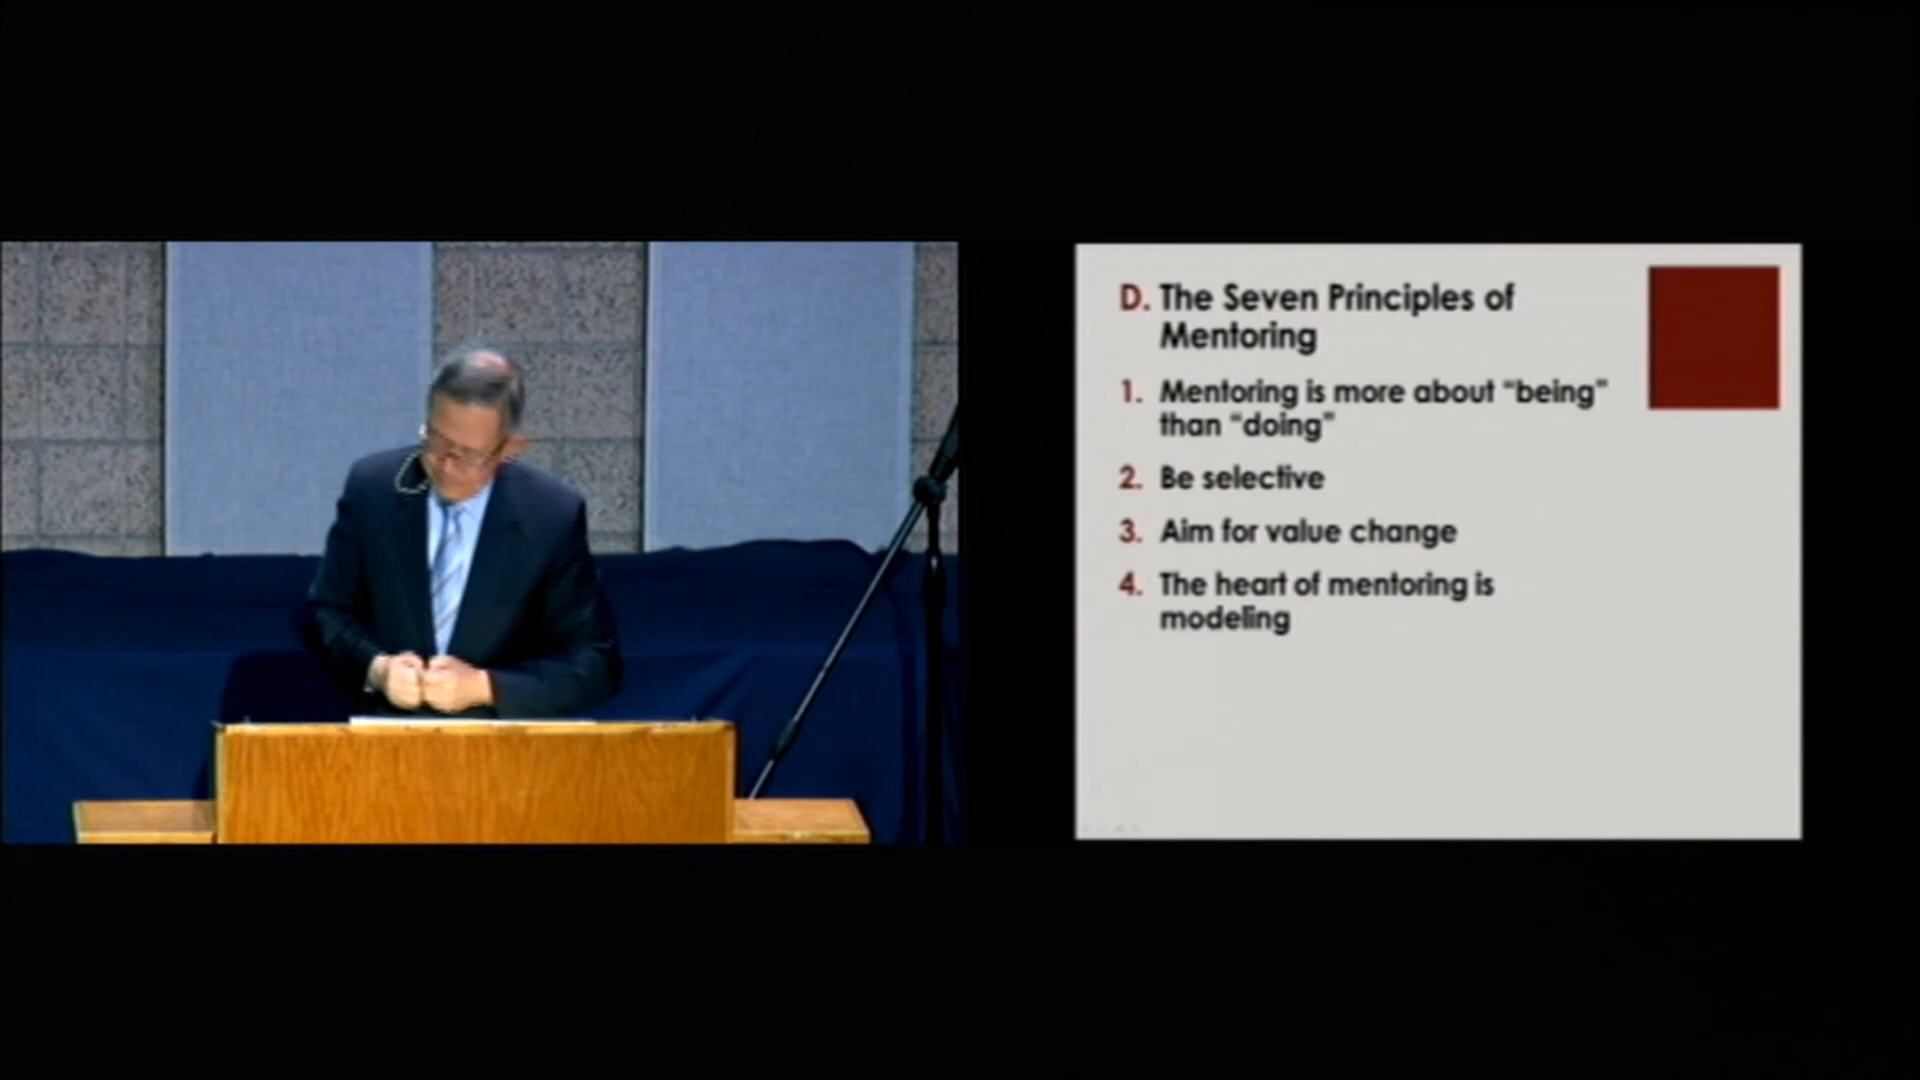 D. The Seven Principles of
Mentoring
1. Mentoring is more about “being”
than “doing”
2. Be selective
3. Aim for value change
4. The heart of mentoring is
modeling